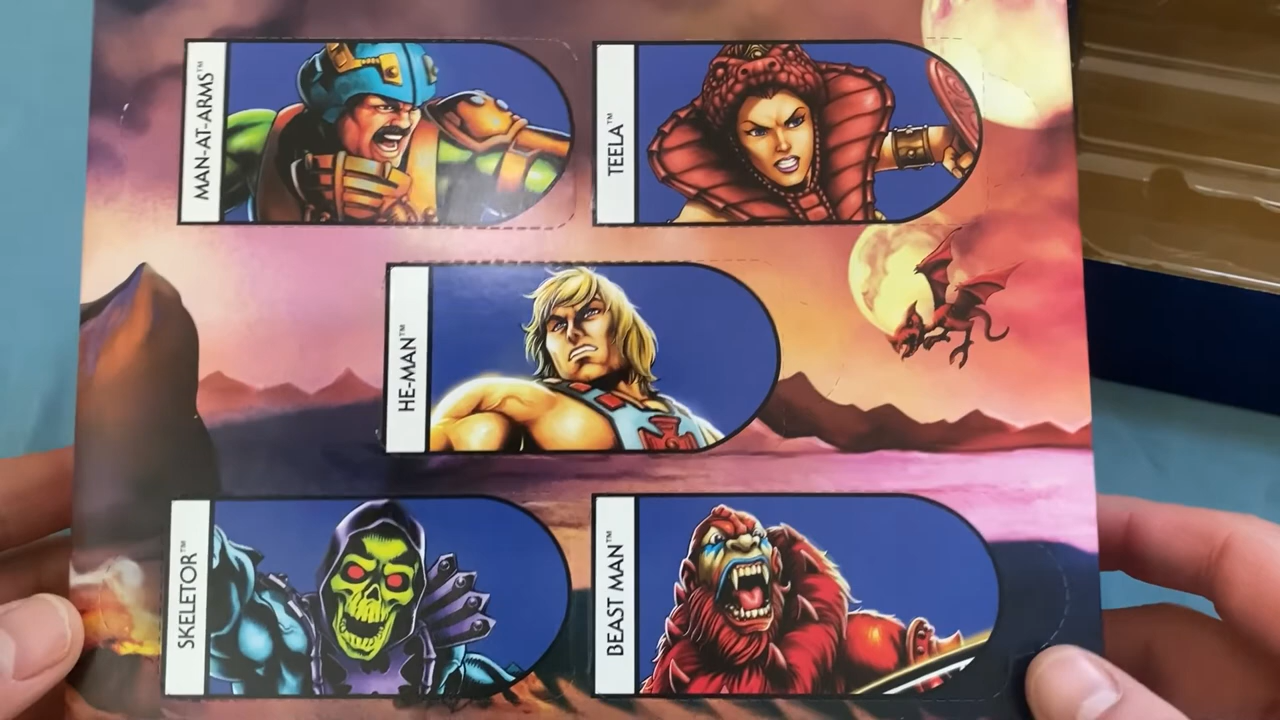 MAN-AT-ARMS™
TEELA™
HE-MAN™
SKELETOR™
BEAST MAN™